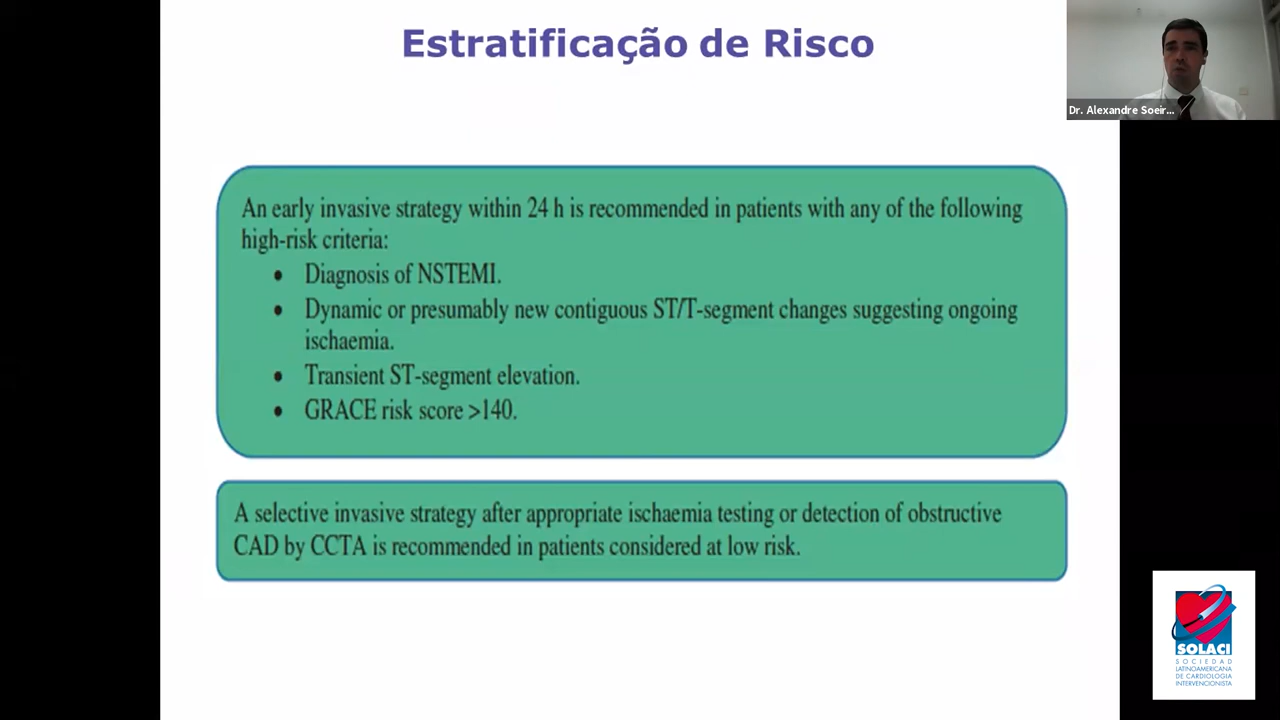 Estratificação de Risco
Dr. Alexandre Soeir...
An early invasive strategy within 24 h is recommended in patients with any of the following
high-risk criteria:
• Diagnosis of NSTEMI.
• Dynamic or presumably new contiguous ST/T-segment changes suggesting ongoing
ischaemia.
• Transient ST-segment elevation.
• GRACE risk score >140.
A selective invasive strategy after appropriate ischaemia testing or detection of obstructive
CAD by CCTA is recommended in patients considered at low risk.
SOLACI
SOCIEDAD
LATINOAMERICANA
DE CARDIOLOGIA
INTERVENCIONISTA